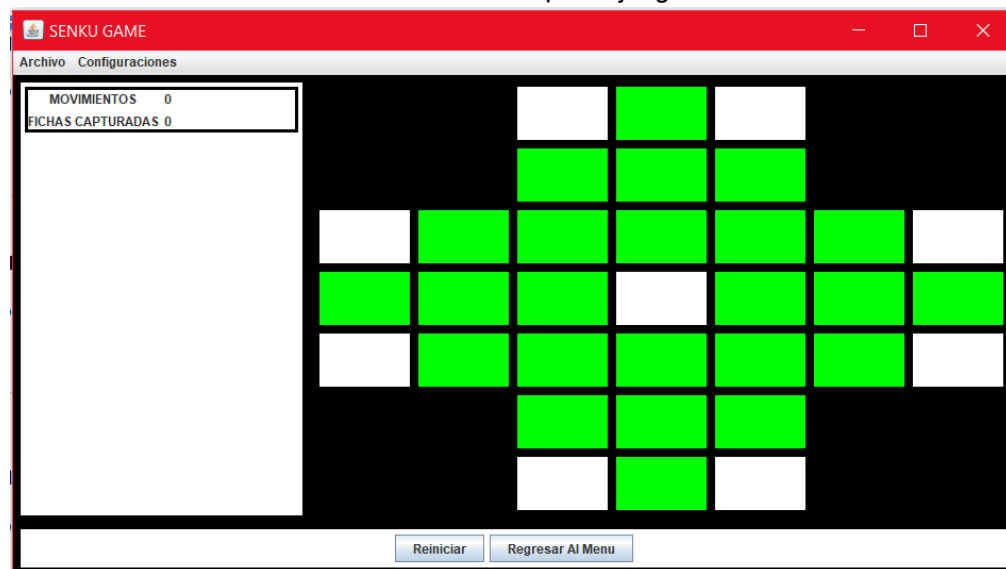 SENKU GAME
Archivo Configuraciones
MOVIMIENTOS 0
FICHAS CAPTURADAS 0
Reiniciar Regresar Al Menu